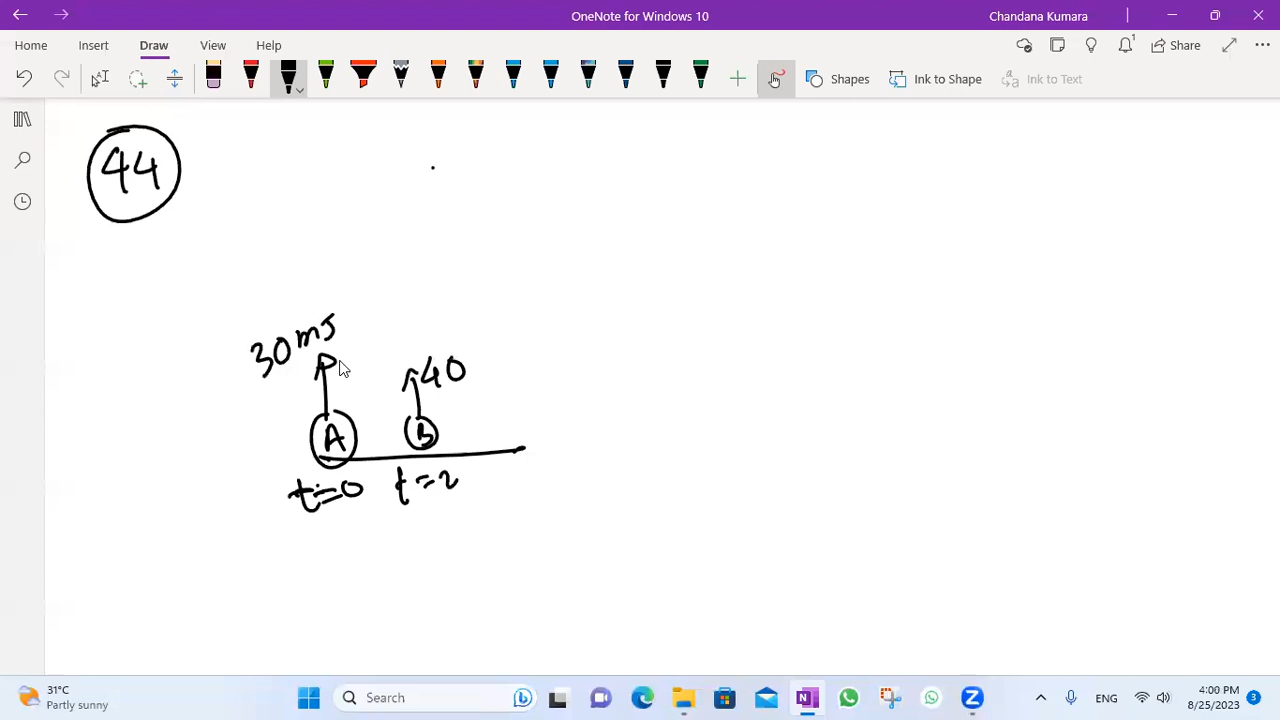 OneNote for Windows 10
Chandana Kumara
Home Insert Draw View Help
Share
Shapes
Ink to Shape
Ink to Text
44
30 ms
40
A
B
t=0
t=2
31°C
Partly sunny
Search
ENG
4:00 PM
8/25/2023
3